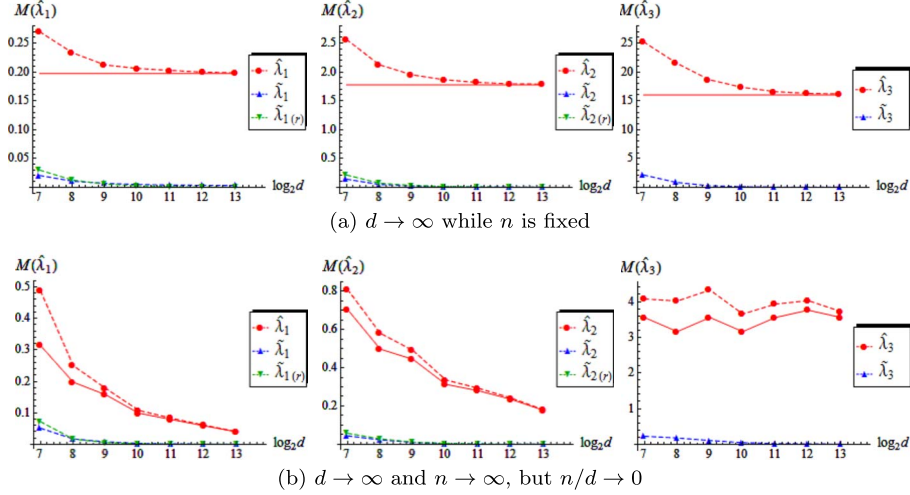 M(λ̂₁) M(λ̂₂) M(λ̂₃)
0.25 2.5 25
0.20 2.0 20
0.15 1.5 15
0.10 1.0 10
0.05 0.5 5
λ̂₁ λ̂₂ λ̂₃
λ̃₁ λ̃₂ λ̃₃
λ̃₁(r) λ̃₂(r)
7 8 9 10 11 12 13 log₂d 7 8 9 10 11 12 13 log₂d 7 8 9 10 11 12 13 log₂d
(a) d → ∞ while n is fixed
M(λ̂₁) M(λ̂₂) M(λ̂₃)
0.5 0.8 4
0.4 0.6
0.3 0.4 2
0.2 0.2
0.1
λ̂₁ λ̂₂ λ̂₃
λ̃₁ λ̃₂ λ̃₃
λ̃₁(r) λ̃₂(r)
7 8 9 10 11 12 13 log₂d 7 8 9 10 11 12 13 log₂d 7 8 9 10 11 12 13 log₂d
(b) d → ∞ and n → ∞, but n/d → 0